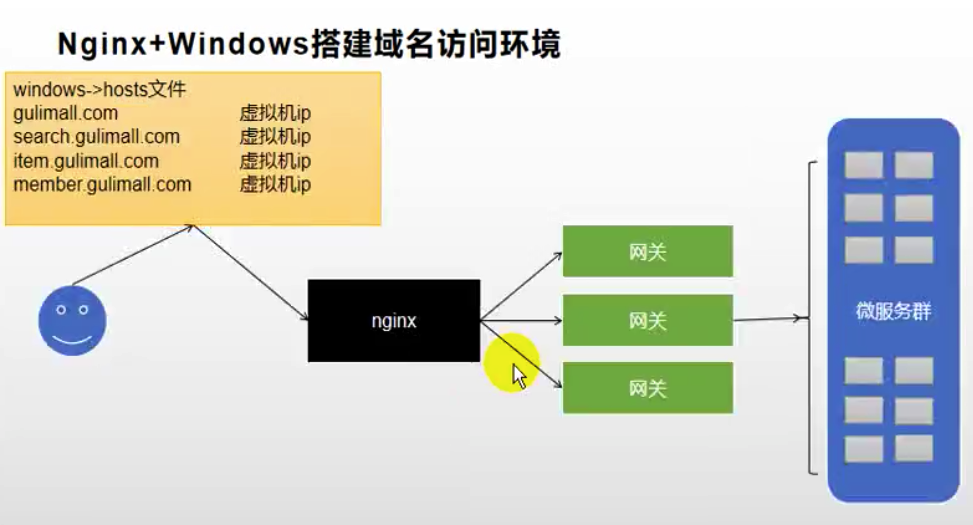 Nginx+Windows搭建域名访问环境
windows->hosts文件
gulimall.com 虚拟机ip
search.gulimall.com 虚拟机ip
item.gulimall.com 虚拟机ip
member.gulimall.com 虚拟机ip
nginx
网关
网关
网关
微服务群